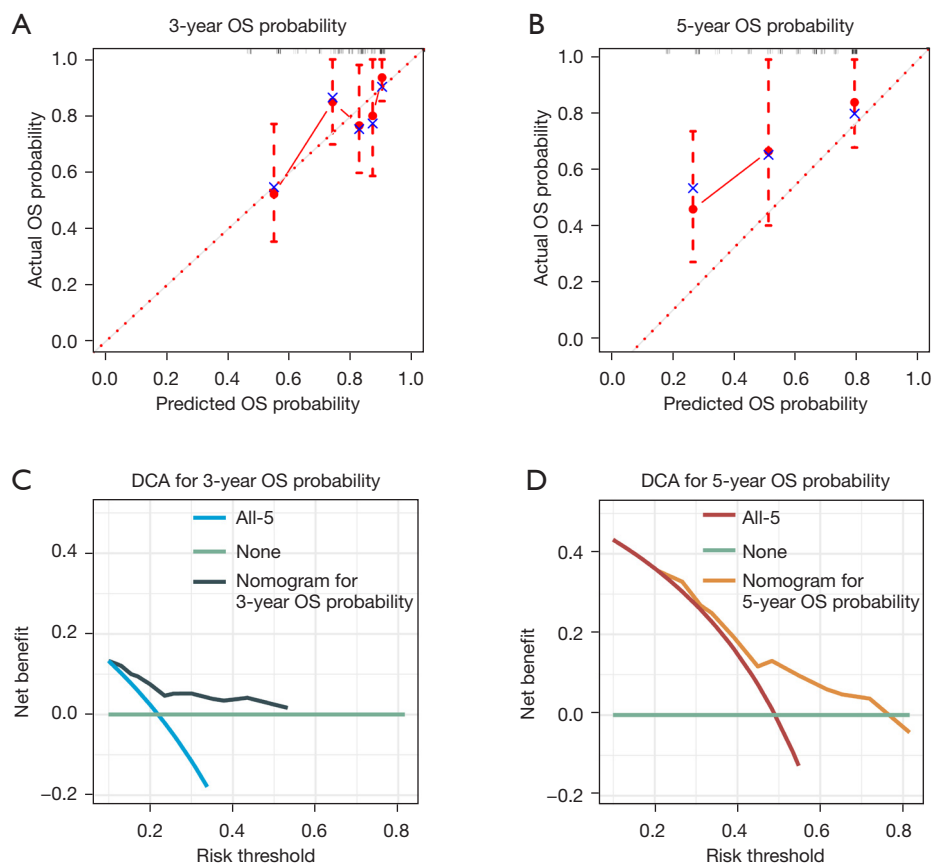 A
3-year OS probability
Actual OS probability
1.0
0.8
0.6
0.4
0.2
0.0
0.0 0.2 0.4 0.6 0.8 1.0
Predicted OS probability
B
5-year OS probability
Actual OS probability
1.0
0.8
0.6
0.4
0.2
0.0
0.0 0.2 0.4 0.6 0.8 1.0
Predicted OS probability
C
DCA for 3-year OS probability
All-5
None
Nomogram for
3-year OS probability
Net benefit
0.4
0.2
0.0
−0.2
0.2 0.4 0.6 0.8
Risk threshold
D
DCA for 5-year OS probability
All-5
None
Nomogram for
5-year OS probability
Net benefit
0.4
0.2
0.0
−0.2
0.2 0.4 0.6 0.8
Risk threshold